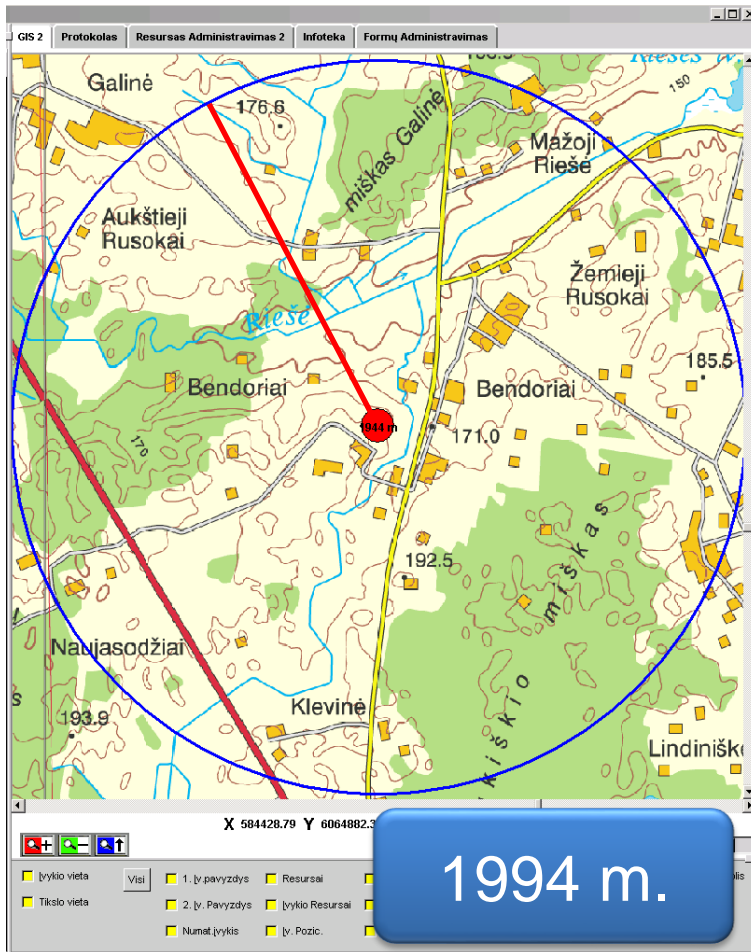 GIS 2 Protokolas Resursas Administravimas 2 Infoteka Formų Administravimas
Galinė
176.6
150
miškas Galinė
Mažoji
Riešė
Aukštieji
Rusokai
Žemieji
Rusokai
Riešė
185.5
Bendoriai
Bendoriai
1944 m
171.0
170
192.5
miškas
Naujasodžiai
Klevinė
193.9
Lindiniškė
X 584428.79 Y 6064882.3
Įvykio vieta Visi 1. Įv.pavyzdys Resursai
Tikslo vieta 2. Įv. Pavyzdys Įvykio Resursai
Numat.įvykis Įv. Pozic.
1994 m.